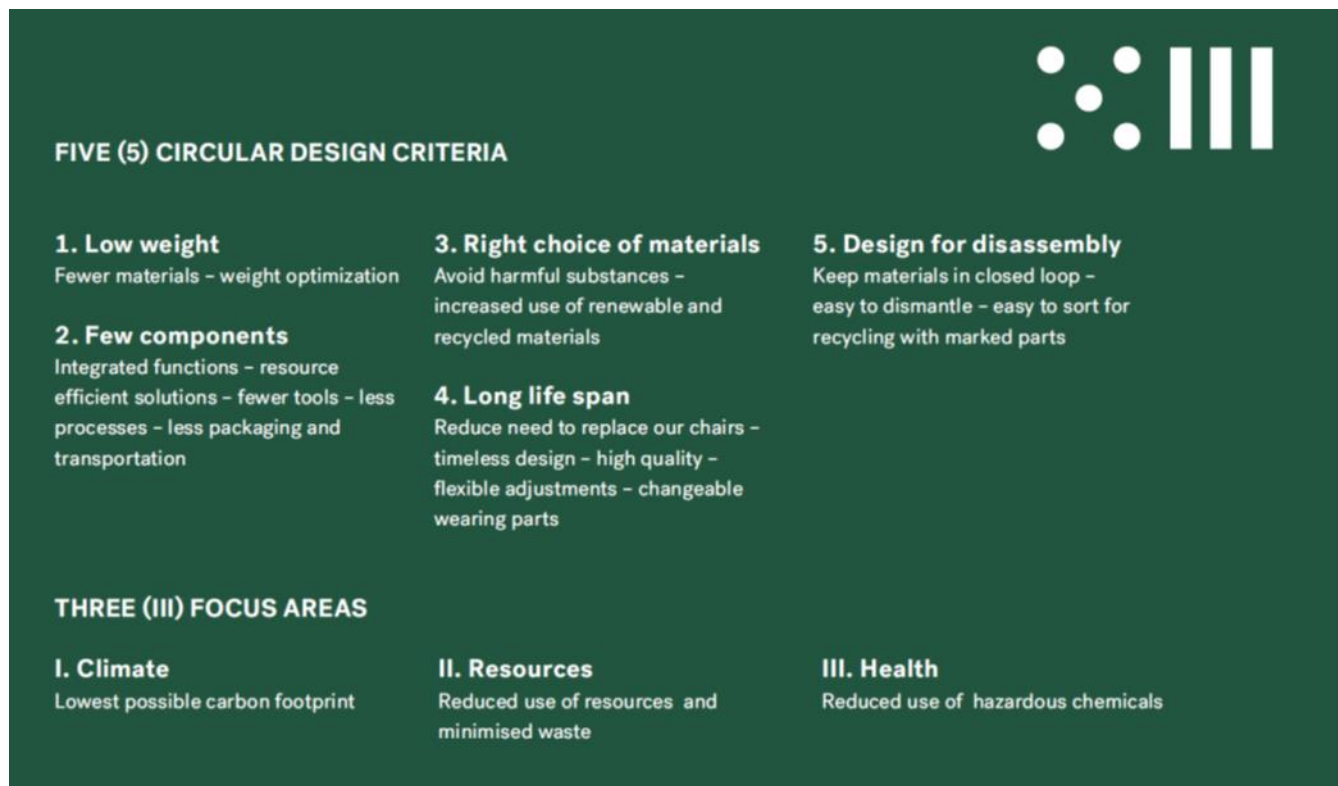 FIVE (5) CIRCULAR DESIGN CRITERIA
1. Low weight
Fewer materials – weight optimization
2. Few components
Integrated functions – resource
efficient solutions – fewer tools – less
processes – less packaging and
transportation
3. Right choice of materials
Avoid harmful substances –
increased use of renewable and
recycled materials
4. Long life span
Reduce need to replace our chairs –
timeless design – high quality –
flexible adjustments – changeable
wearing parts
5. Design for disassembly
Keep materials in closed loop –
easy to dismantle – easy to sort for
recycling with marked parts
THREE (III) FOCUS AREAS
I. Climate
Lowest possible carbon footprint
II. Resources
Reduced use of resources  and
minimised waste
III. Health
Reduced use of  hazardous chemicals